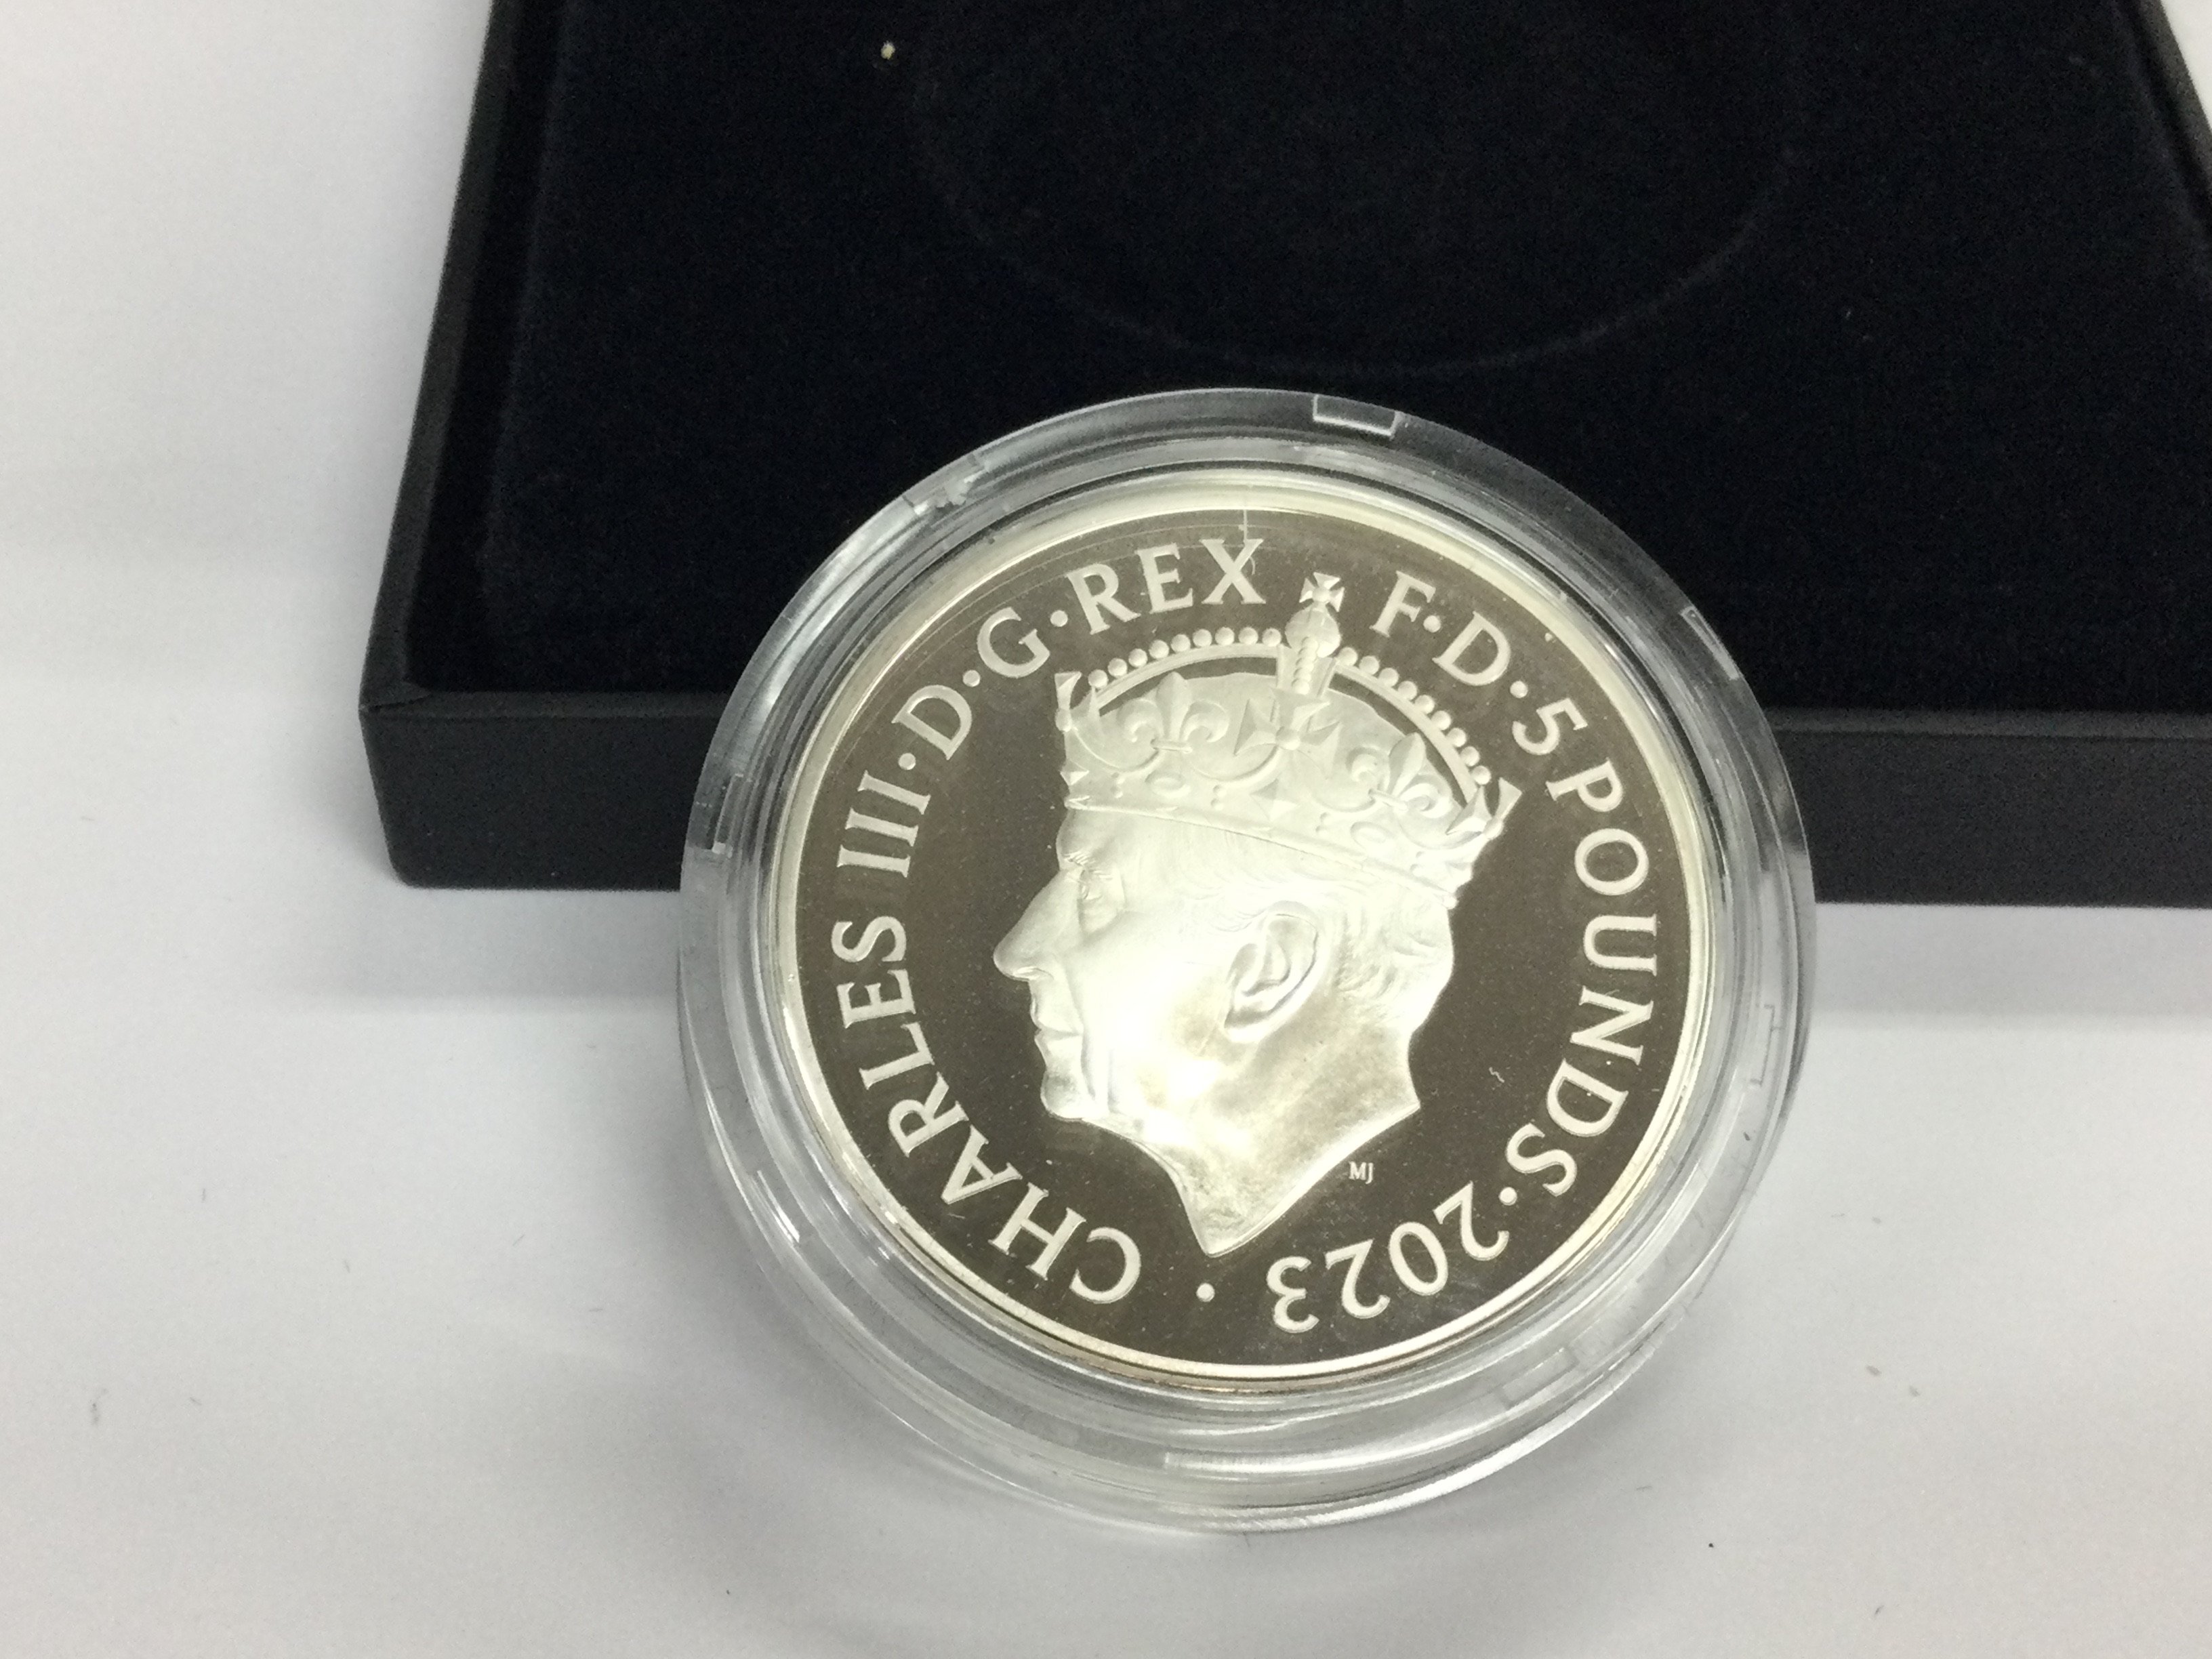 CHARLES III·D·G·REX F·D·5 POUNDS·2023·
MJ